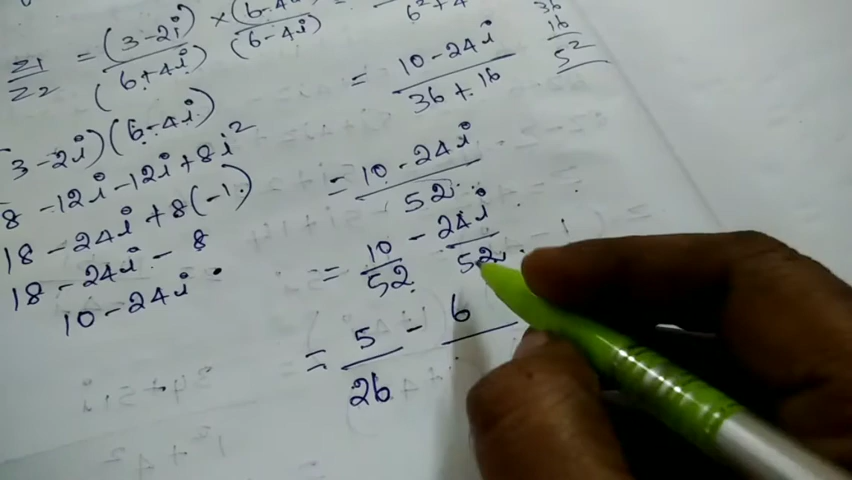 z1/z2 = (3-2i)/(6+4i) × (6-4i)/(6-4i) =
6²+4
36
16
52
= 10-24i/36+16
3-2i)(6-4i)
8 -12i-12i+8i²
18-24i+8(-1)
18-24i-8
10-24i
= 10-24i/52
= 10/52 - 24i/52
= 5/26 - 6